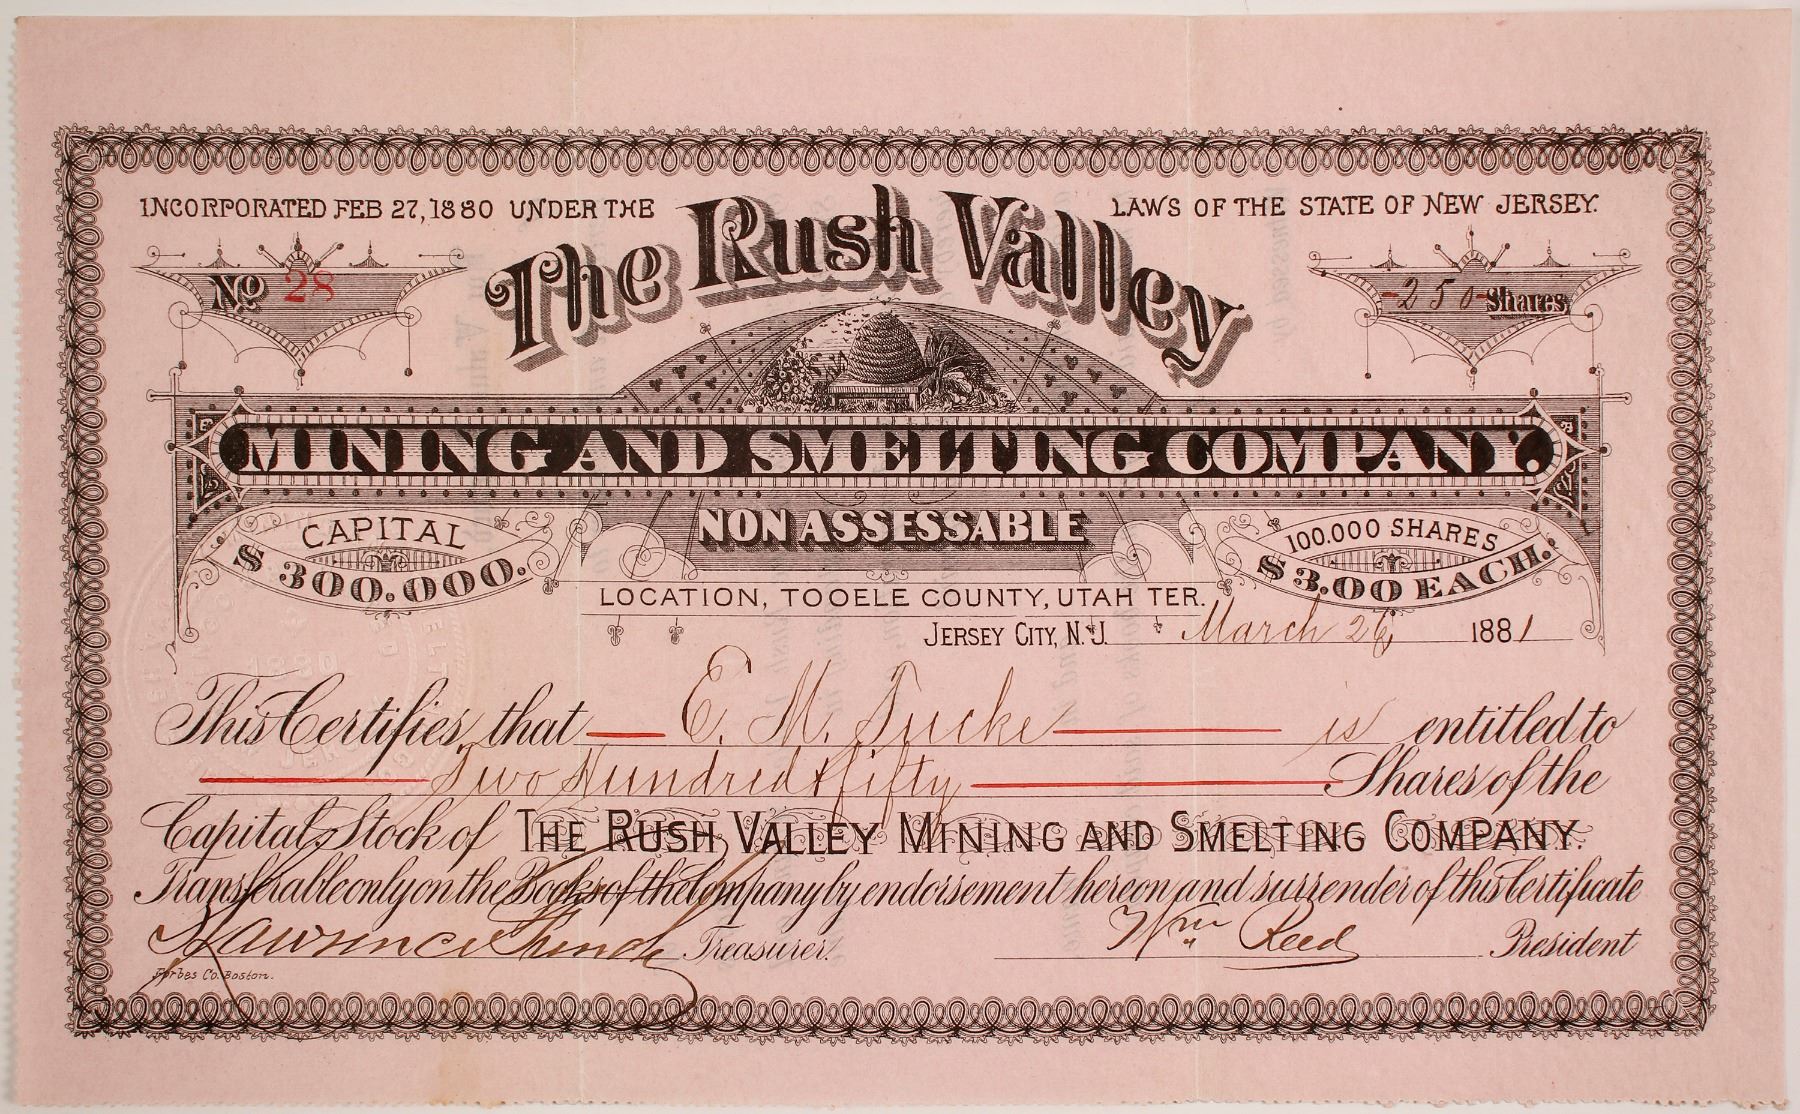 INCORPORATED FEB 27, 1880 UNDER THE LAWS OF THE STATE OF NEW JERSEY.
No 28
The Rush Valley
-250- Shares
MINING AND SMELTING COMPANY.
CAPITAL
$300.000.
NON ASSESSABLE
100.000 SHARES
$3.00 EACH.
LOCATION, TOOELE COUNTY, UTAH TER.
JERSEY CITY, N.J. March 26 1881
This Certifies that E. M. Tucke is entitled to
Two Hundred & fifty Shares of the
Capital Stock of THE RUSH VALLEY MINING AND SMELTING COMPANY.
Transferable only on the Books of the Company by endorsement hereon and surrender of this Certificate
Lawrence Treasurer. Wm Reed President
Forbes Co. Boston.